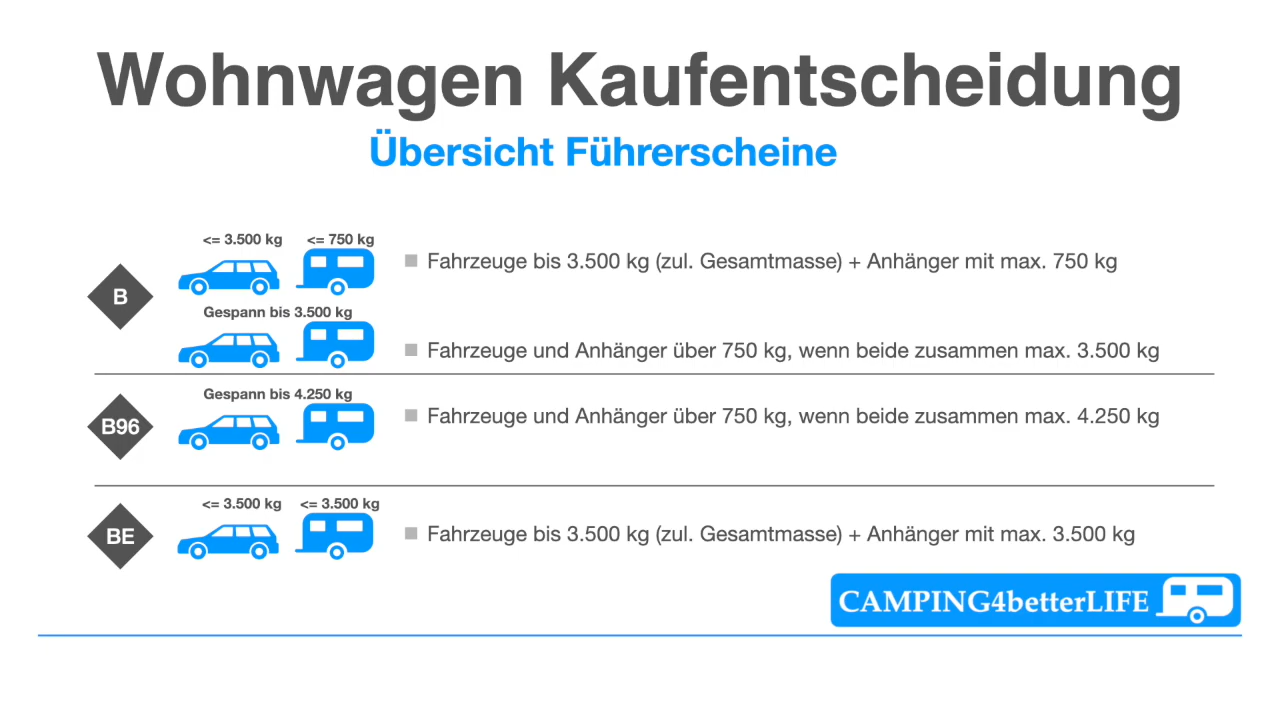 Wohnwagen Kaufentscheidung
Übersicht Führerscheine
<= 3.500 kg <= 750 kg
B
Fahrzeuge bis 3.500 kg (zul. Gesamtmasse) + Anhänger mit max. 750 kg
Gespann bis 3.500 kg
Fahrzeuge und Anhänger über 750 kg, wenn beide zusammen max. 3.500 kg
Gespann bis 4.250 kg
B96
Fahrzeuge und Anhänger über 750 kg, wenn beide zusammen max. 4.250 kg
<= 3.500 kg <= 3.500 kg
BE
Fahrzeuge bis 3.500 kg (zul. Gesamtmasse) + Anhänger mit max. 3.500 kg
CAMPING4betterLIFE